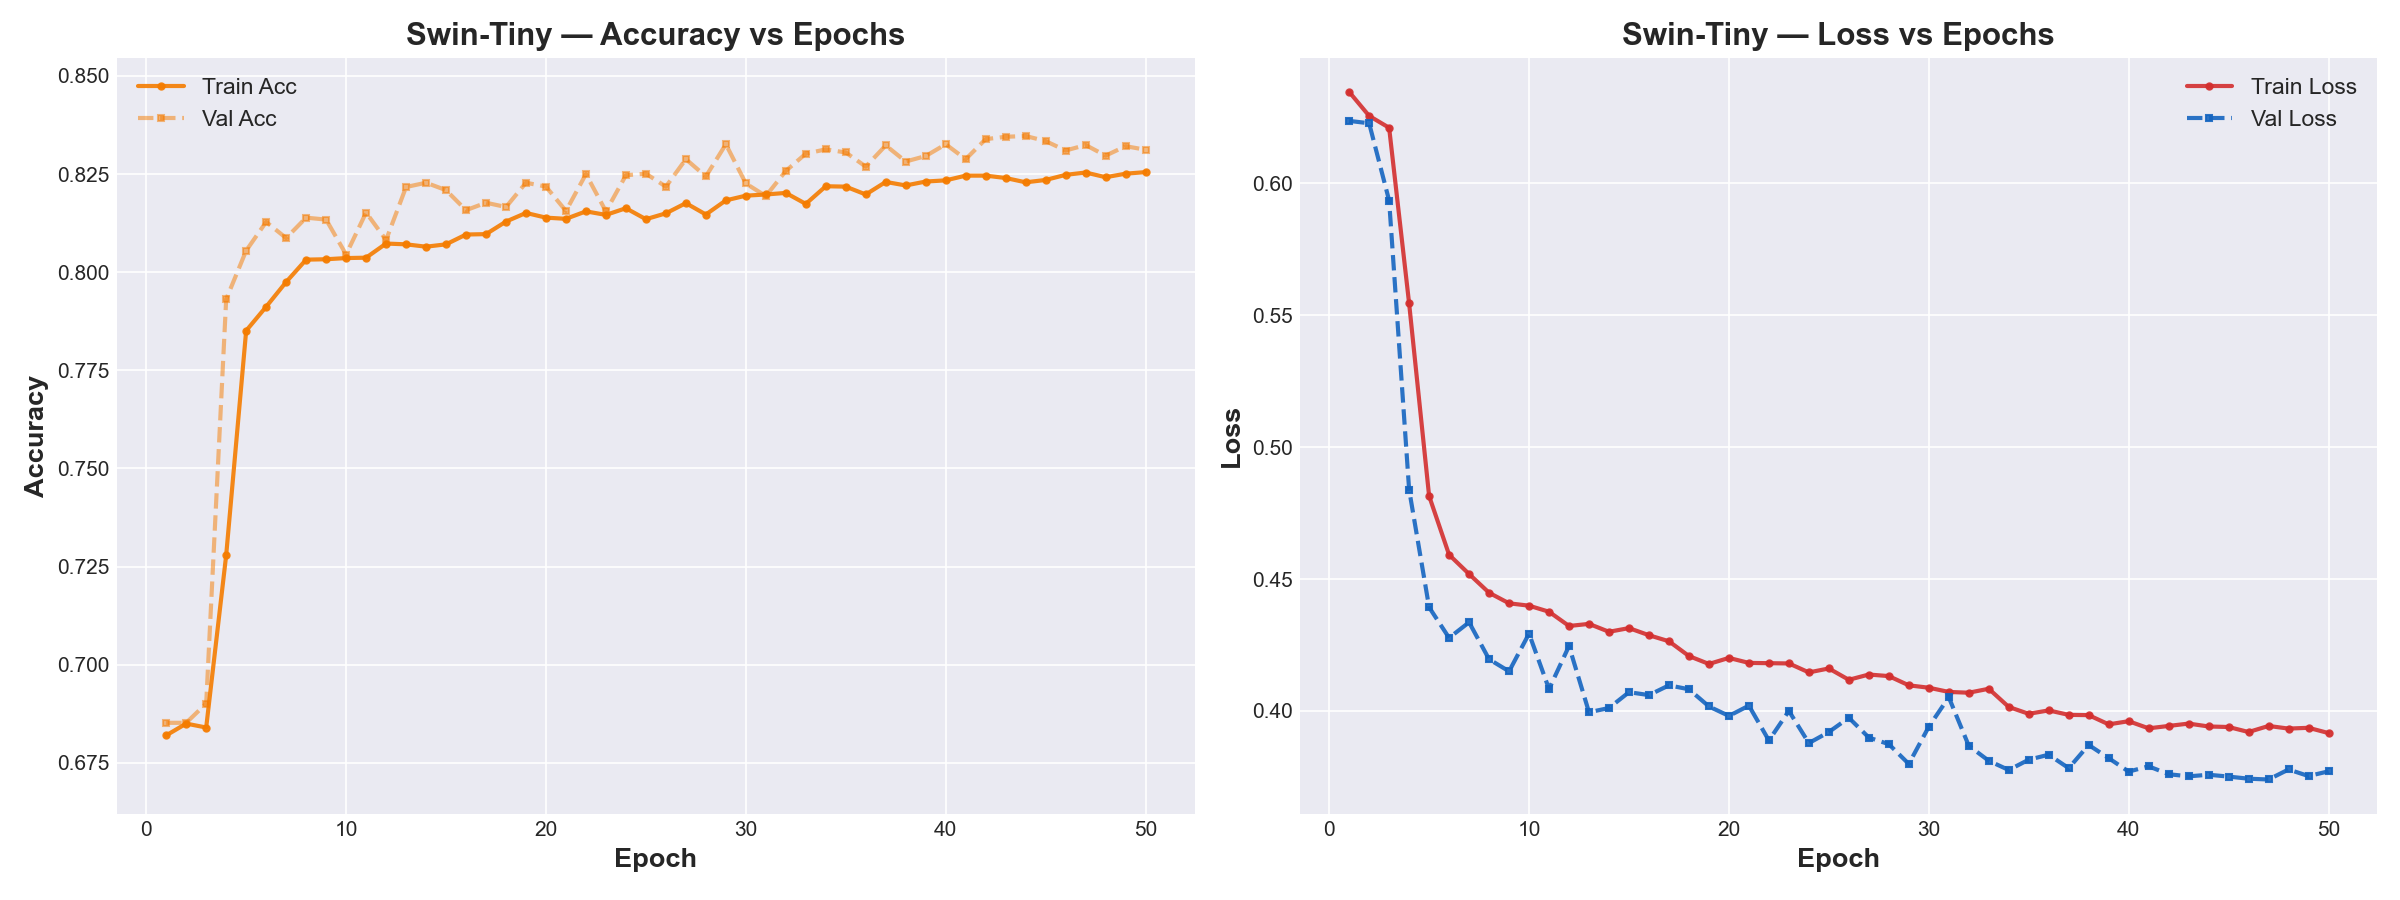 Swin-Tiny — Accuracy vs Epochs
Train Acc
Val Acc
0.850
0.825
0.800
0.775
0.750
0.725
0.700
0.675
Accuracy
0 10 20 30 40 50
Epoch
Swin-Tiny — Loss vs Epochs
Train Loss
Val Loss
0.60
0.55
0.50
0.45
0.40
Loss
0 10 20 30 40 50
Epoch